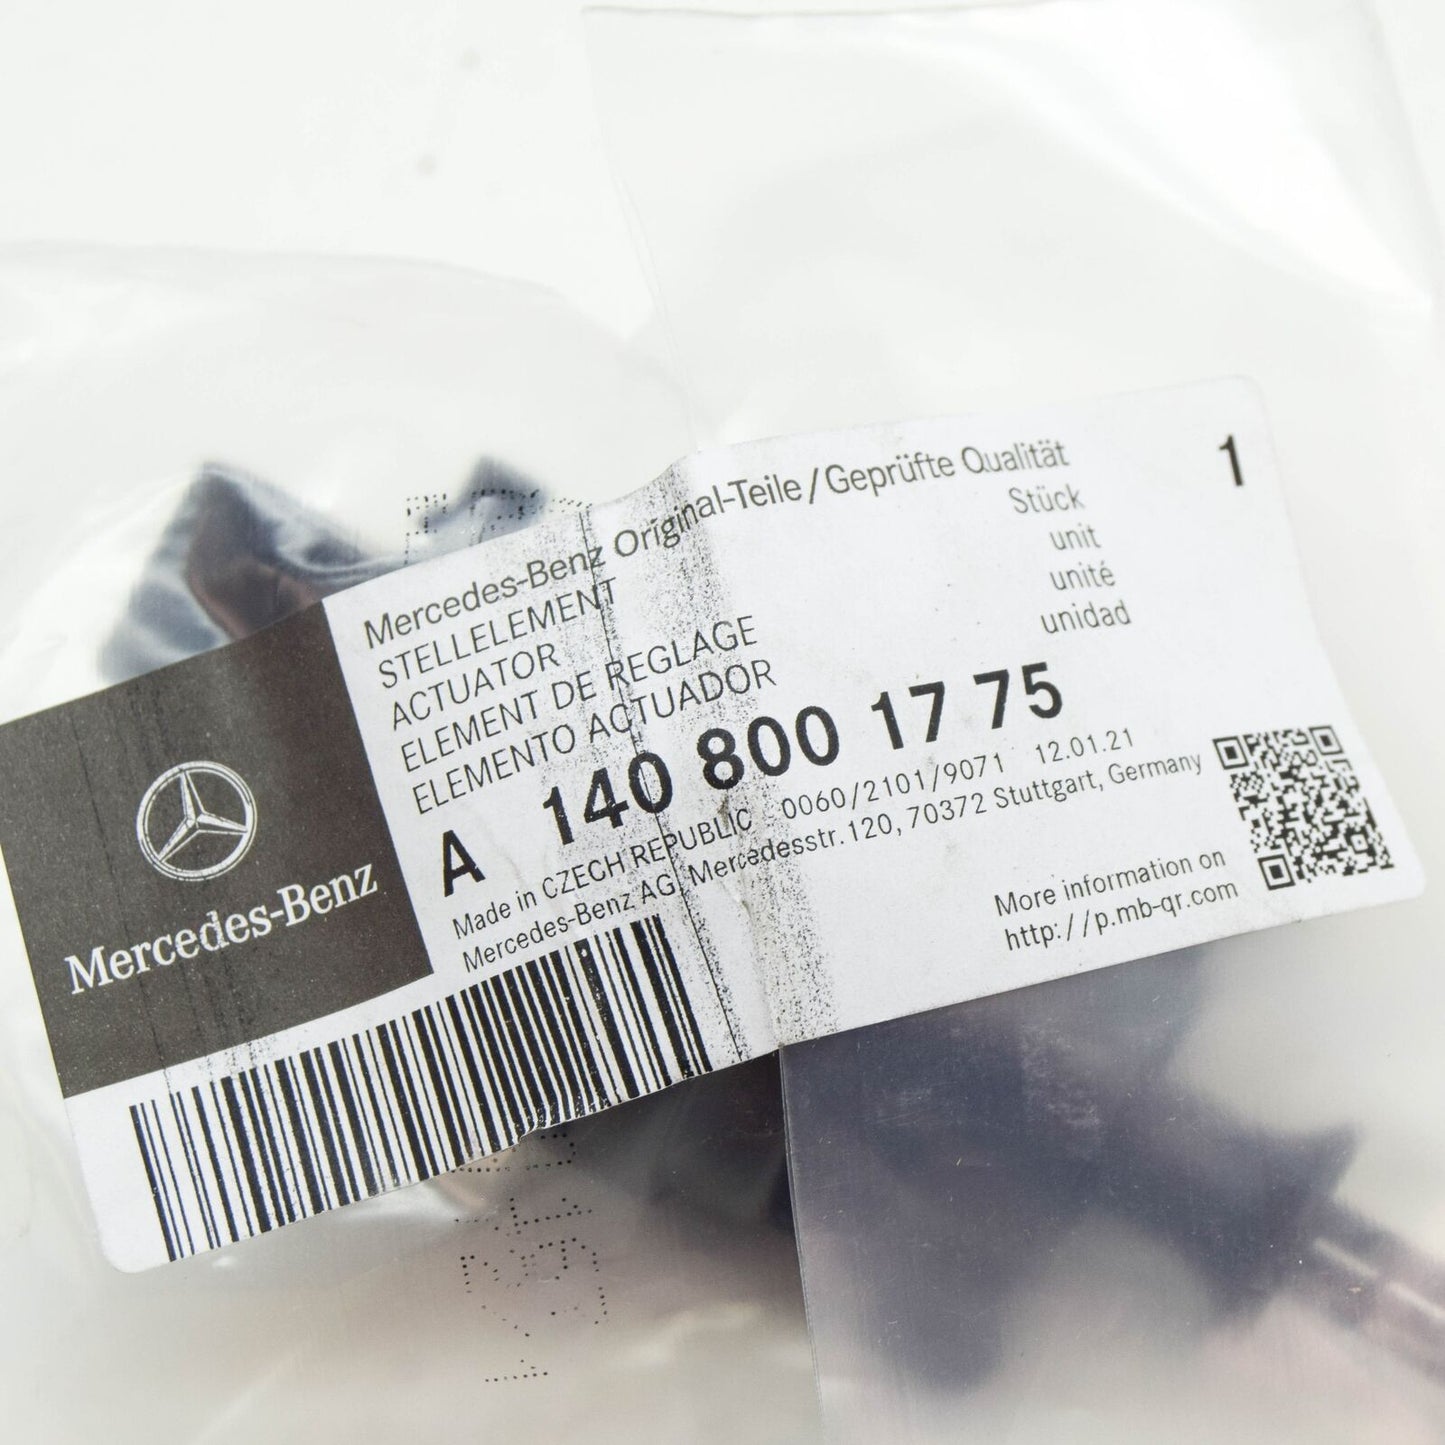 Mercedes-Benz Original-Teile/Geprüfte Qualität
STELLELEMENT
ACTUATOR
ELEMENT DE REGLAGE
ELEMENTO ACTUADOR
Stück
unit
unité
unidad
1
A 140 800 17 75
Made in CZECH REPUBLIC 0060/2101/9071 12.01.21
Mercedes-Benz AG, Mercedesstr.120, 70372 Stuttgart, Germany
More information on
http://p.mb-qr.com
Mercedes-Benz